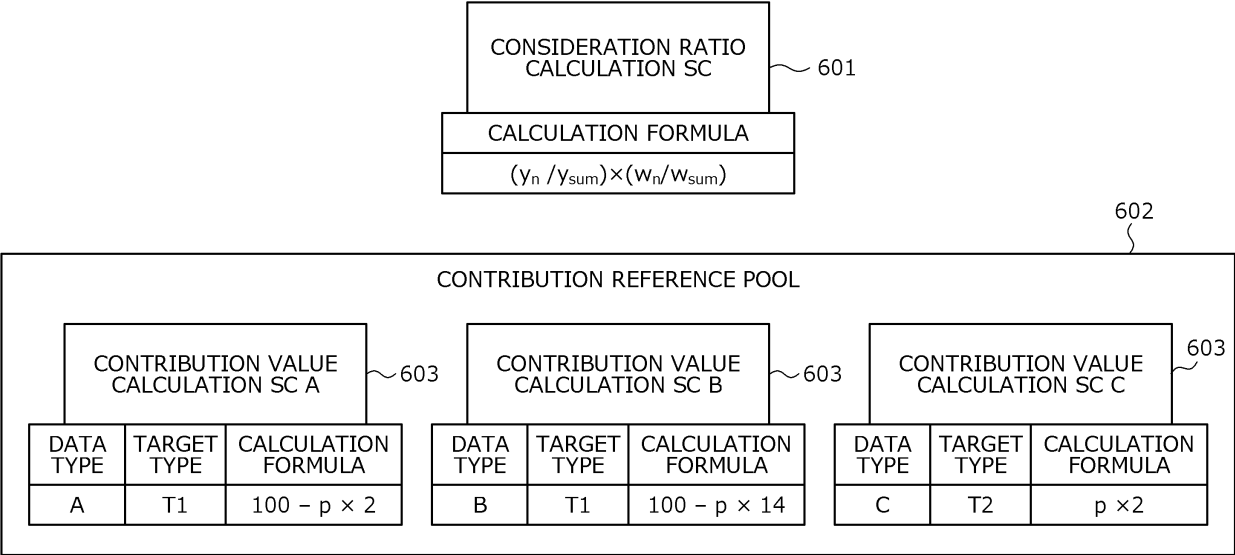 CONSIDERATION RATIO
CALCULATION SC
601
CALCULATION FORMULA
(yn /ysum)×(wn/wsum)
602
CONTRIBUTION REFERENCE POOL
CONTRIBUTION VALUE
CALCULATION SC A
603
DATA TYPE
TARGET TYPE
CALCULATION FORMULA
A
T1
100 – p × 2
CONTRIBUTION VALUE
CALCULATION SC B
603
DATA TYPE
TARGET TYPE
CALCULATION FORMULA
B
T1
100 – p × 14
CONTRIBUTION VALUE
CALCULATION SC C
603
DATA TYPE
TARGET TYPE
CALCULATION FORMULA
C
T2
p ×2